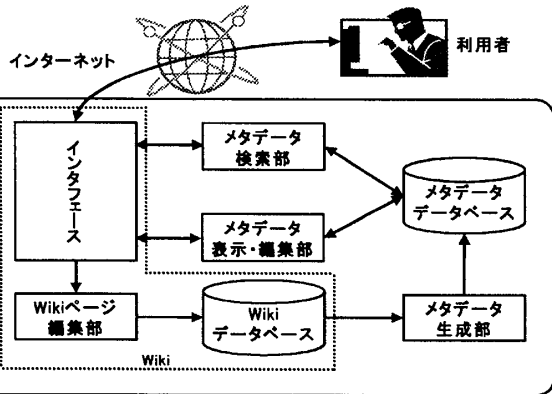 インターネット
利用者
インタフェース
メタデータ
検索部
メタデータ
データベース
メタデータ
表示・編集部
Wikiページ
編集部
Wiki
データベース
メタデータ
生成部
Wiki